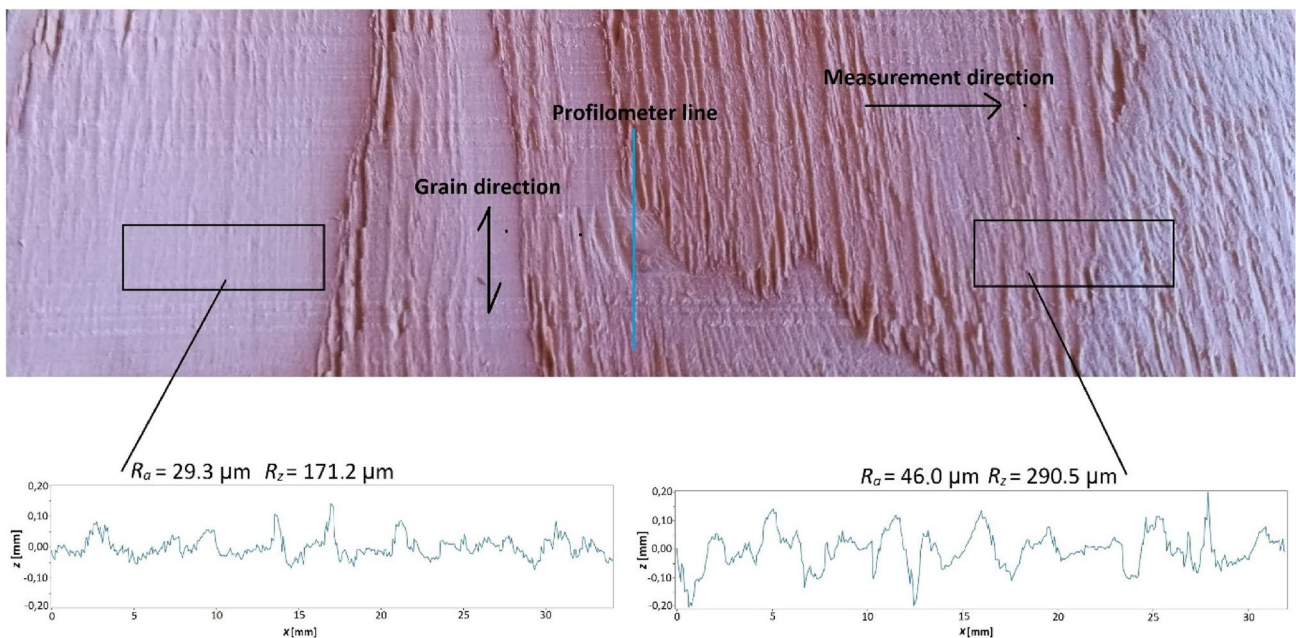 Measurement direction
Profilometer line
Grain direction
Rₐ = 29.3 µm R_z = 171.2 µm
0,20
0,10
0,00
-0,10
-0,20
z [mm]
0 5 10 15 20 25 30
x [mm]
Rₐ = 46.0 µm R_z = 290.5 µm
0,20
0,10
0,00
-0,10
-0,20
z [mm]
0 5 10 15 20 25 30
x [mm]